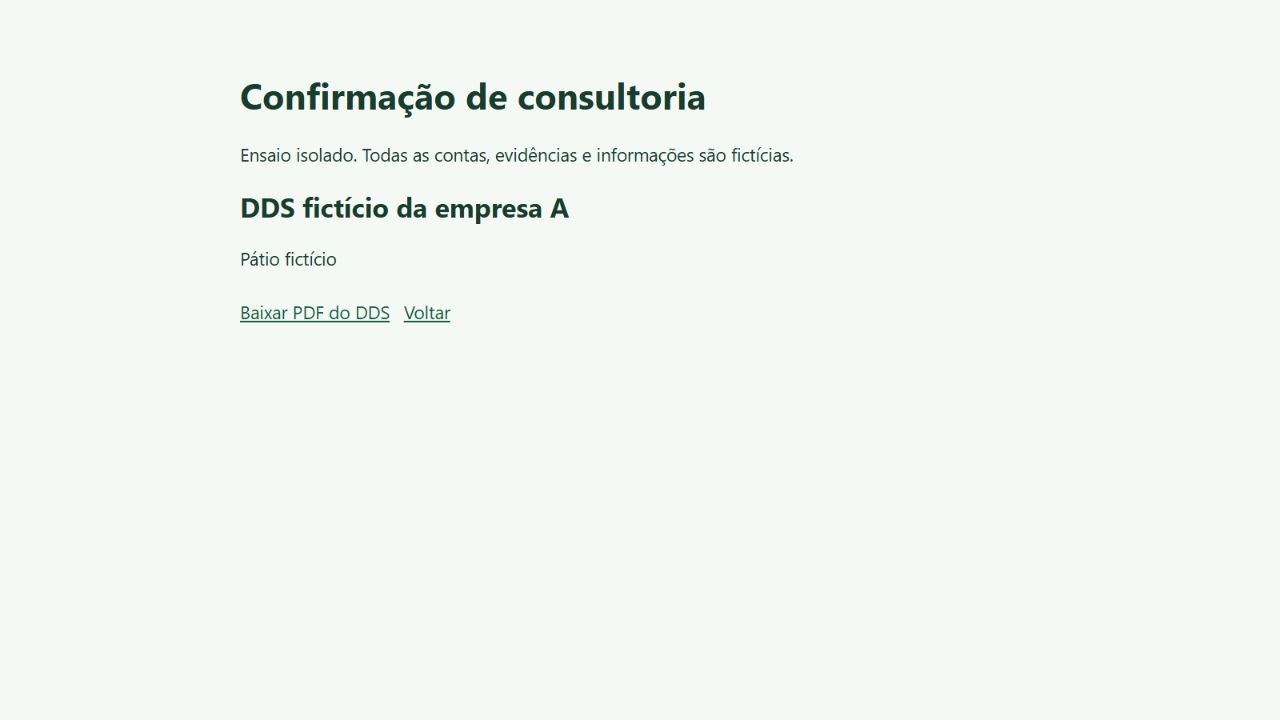 Confirmação de consultoria
Ensaio isolado. Todas as contas, evidências e informações são fictícias.
DDS fictício da empresa A
Pátio fictício
Baixar PDF do DDS Voltar